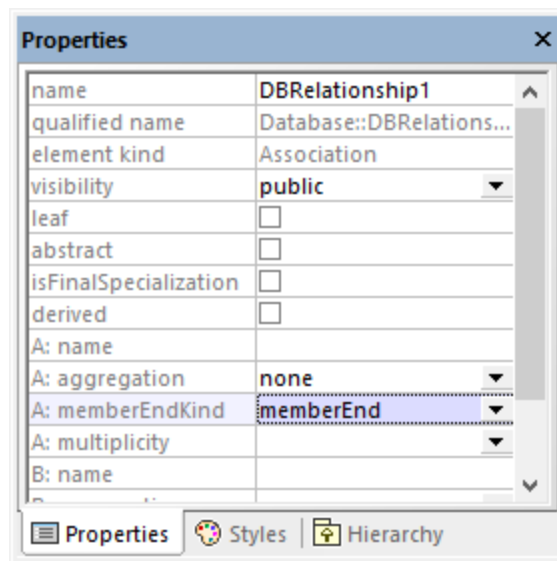 Properties
name DBRelationship1
qualified name Database::DBRelations...
element kind Association
visibility public
leaf
abstract
isFinalSpecialization
derived
A: name
A: aggregation none
A: memberEndKind memberEnd
A: multiplicity
B: name
Properties Styles Hierarchy